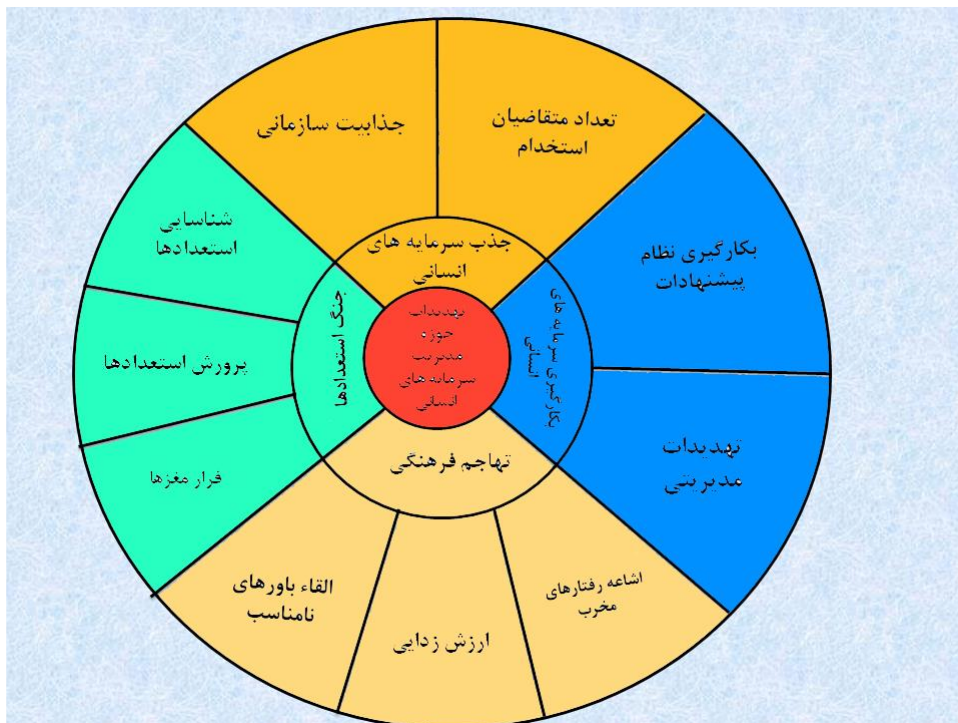 تعداد متقاضیان
استخدام
جذابیت سازمانی
بکارگیری نظام
پیشنهادات
تهدیدات
مدیریتی
اشاعه رفتارهای
مخرب
ارزش زدایی
القاء باورهای
نامناسب
فرار مغزها
پرورش استعدادها
شناسایی
استعدادها
جذب سرمایه های
انسانی
بکارگیری سرمایه های
انسانی
تهاجم فرهنگی
جنگ استعدادها
تهدیدات
حوزه
مدیریت
سرمایه های
انسانی